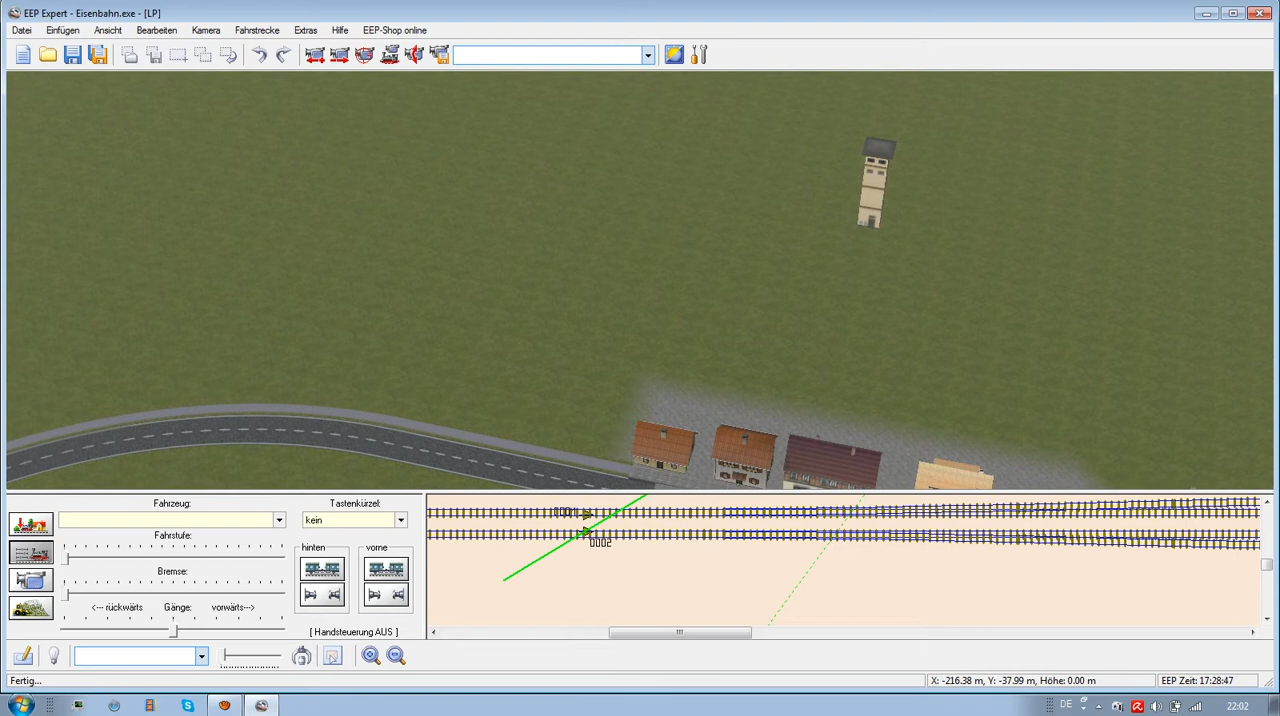 EEP Expert - Eisenbahn.exe - [LP]
Datei Einfügen Ansicht Bearbeiten Kamera Fahrstrecke Extras Hilfe EEP-Shop online
Fahrzeug: Tastenkürzel:
kein
Fahrstufe:
hinten vorne
Bremse:
<--- rückwärts Gänge: vorwärts--->
[ Handsteuerung AUS ]
0002
Fertig...
X: -216.38 m, Y: -37.99 m, Höhe: 0.00 m
EEP Zeit: 17:28:47
DE
22:02